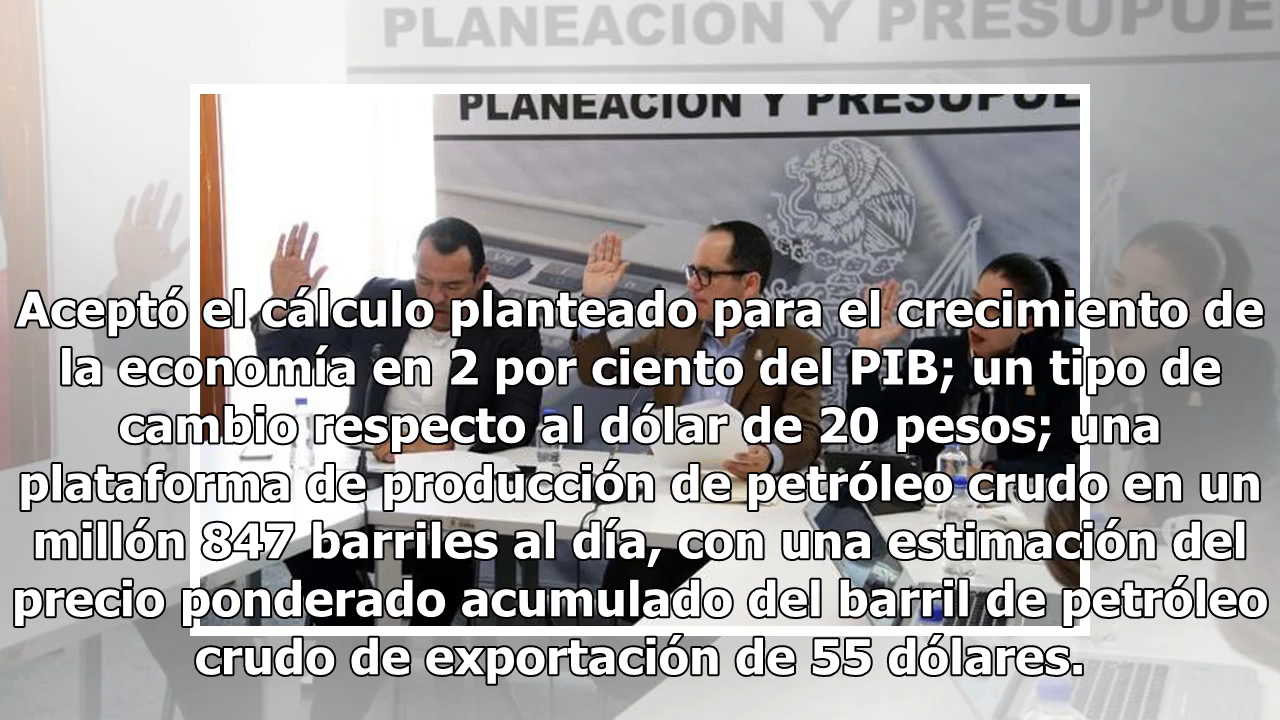 PLANEACIÓN Y PRESUPUE
PLANEACIÓN Y PRESUPUE
Aceptó el cálculo planteado para el crecimiento de
la economía en 2 por ciento del PIB; un tipo de
cambio respecto al dólar de 20 pesos; una
plataforma de producción de petróleo crudo en un
millón 847 barriles al día, con una estimación del
precio ponderado acumulado del barril de petróleo
crudo de exportación de 55 dólares.